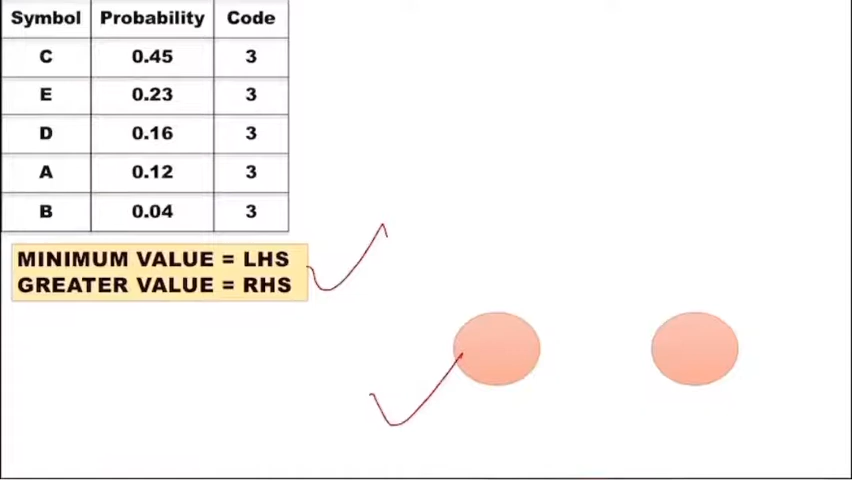 Symbol Probability Code
C 0.45 3
E 0.23 3
D 0.16 3
A 0.12 3
B 0.04 3
MINIMUM VALUE = LHS
GREATER VALUE = RHS